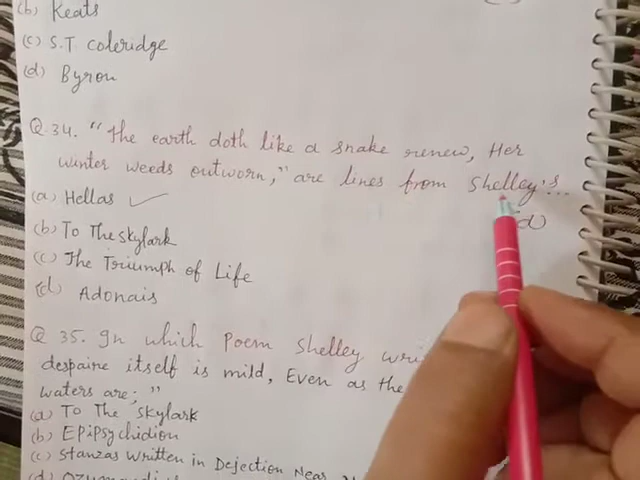 (b) Keats
(c) S.T coleridge
(d) Byron
Q.34. "The earth doth like a snake renew, Her
winter weeds outworn," are lines from Shelley's...
(a) Hellas ✓
(d)
(b) To The skylark
(c) The Triumph of Life
(d) Adonais
Q 35. In which Poem Shelley
despaire itself is mild, Even as the
waters are;"
(a) To The Skylark
(b) EPipsychidion
(c) Stanzas written in Dejection Near
(d)